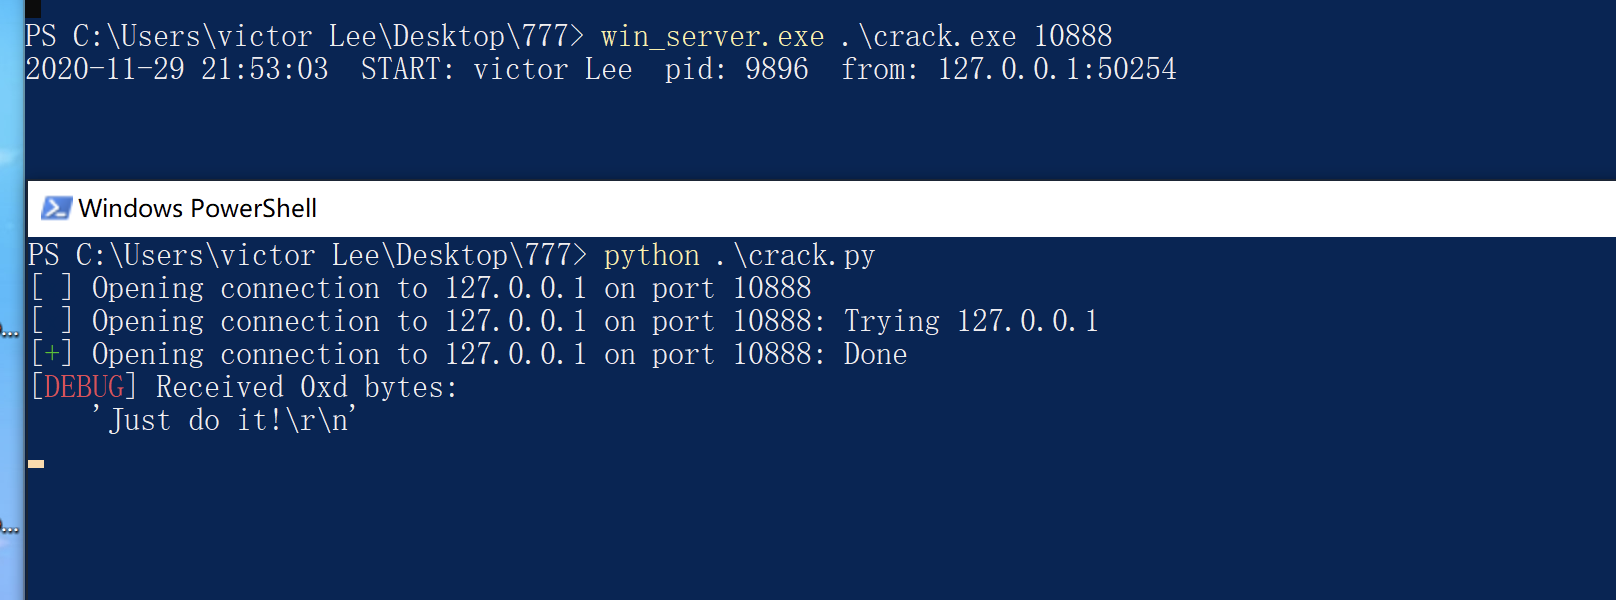 PS C:\Users\victor Lee\Desktop\777> win_server.exe .\crack.exe 10888
2020-11-29 21:53:03  START: victor Lee  pid: 9896  from: 127.0.0.1:50254
Windows PowerShell
PS C:\Users\victor Lee\Desktop\777> python .\crack.py
[ ] Opening connection to 127.0.0.1 on port 10888
[ ] Opening connection to 127.0.0.1 on port 10888: Trying 127.0.0.1
[+] Opening connection to 127.0.0.1 on port 10888: Done
[DEBUG] Received 0xd bytes:
    'Just do it!\r\n'